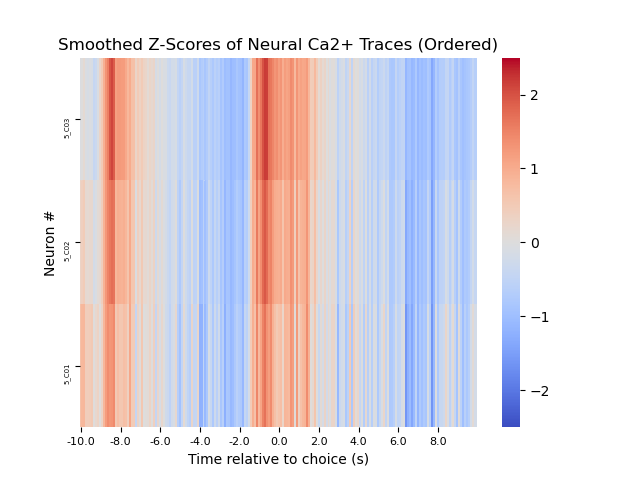 Smoothed Z-Scores of Neural Ca2+ Traces (Ordered)
Neuron #
5_C03
5_C02
5_C01
-10.0 -8.0 -6.0 -4.0 -2.0 0.0 2.0 4.0 6.0 8.0
Time relative to choice (s)
2
1
0
−1
−2